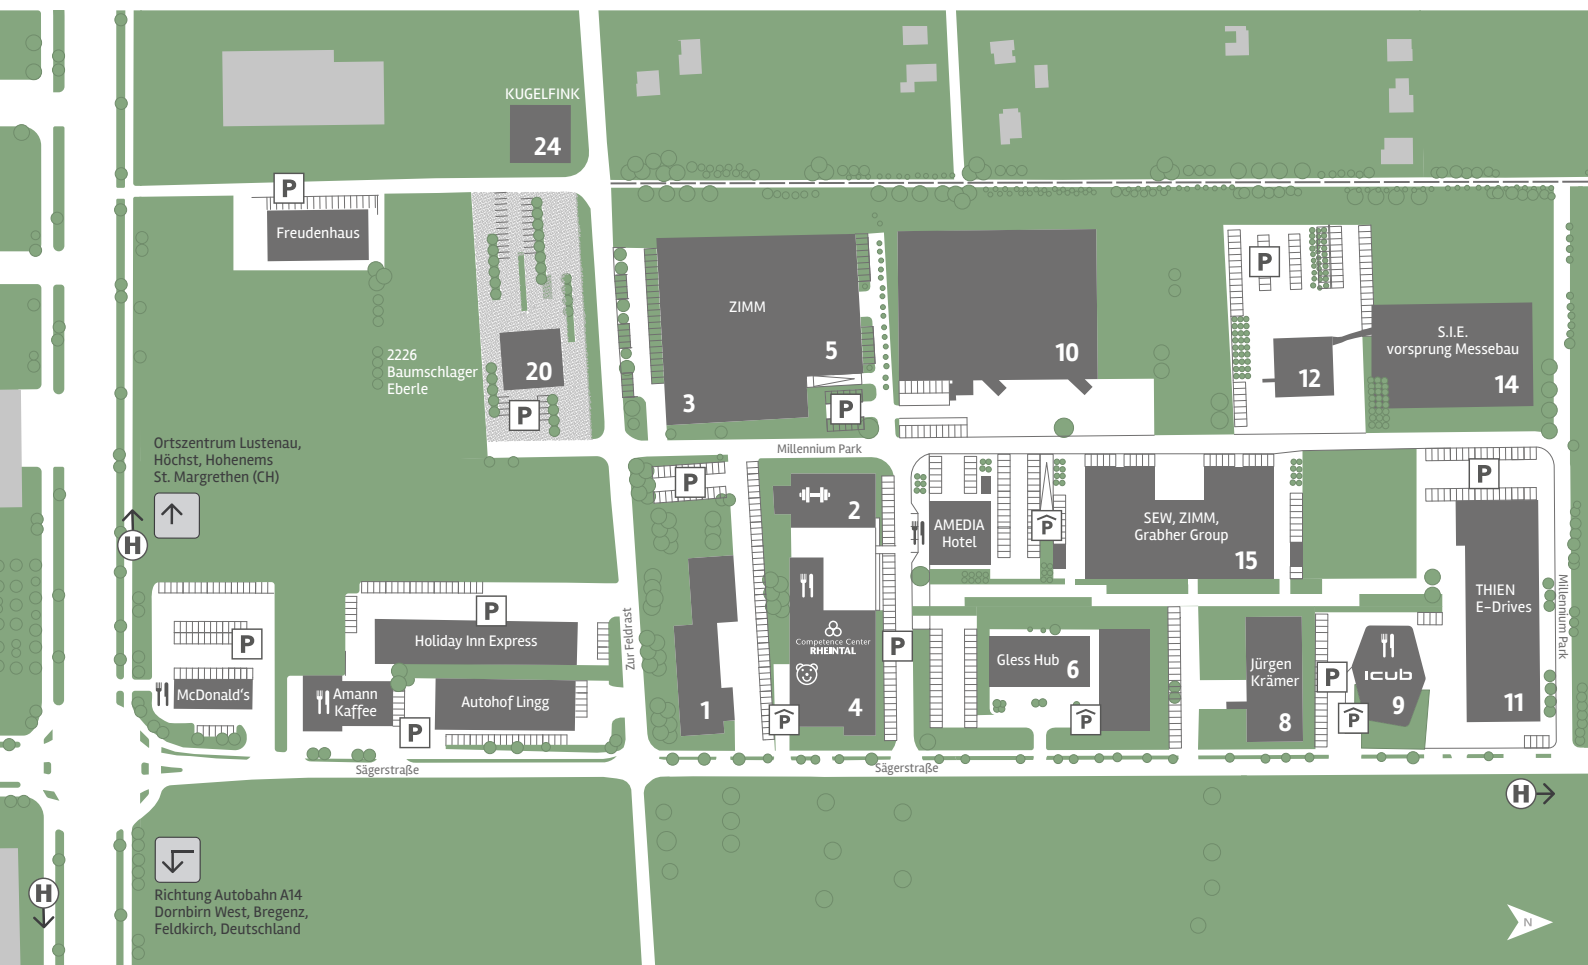 KUGELFINK
24
P
Freudenhaus
2226
Baumschlager
Eberle
20
P
ZIMM
5
3
P
10
P
12
S.I.E.
vorsprung Messebau
14
Millennium Park
Ortszentrum Lustenau,
Höchst, Hohenems
St. Margrethen (CH)
H
P
2
AMEDIA
Hotel
P
SEW, ZIMM,
Grabher Group
15
P
THIEN
E-Drives
11
Millennium Park
P
Holiday Inn Express
P
McDonald's
Amann
Kaffee
Autohof Lingg
P
Zur Feldrast
1
Competence Center
RHEINTAL
4
P
P
Gless Hub
6
P
Jürgen
Krämer
8
P
ICUB
9
P
Sägerstraße
Sägerstraße
H
Richtung Autobahn A14
Dornbirn West, Bregenz,
Feldkirch, Deutschland
H
N